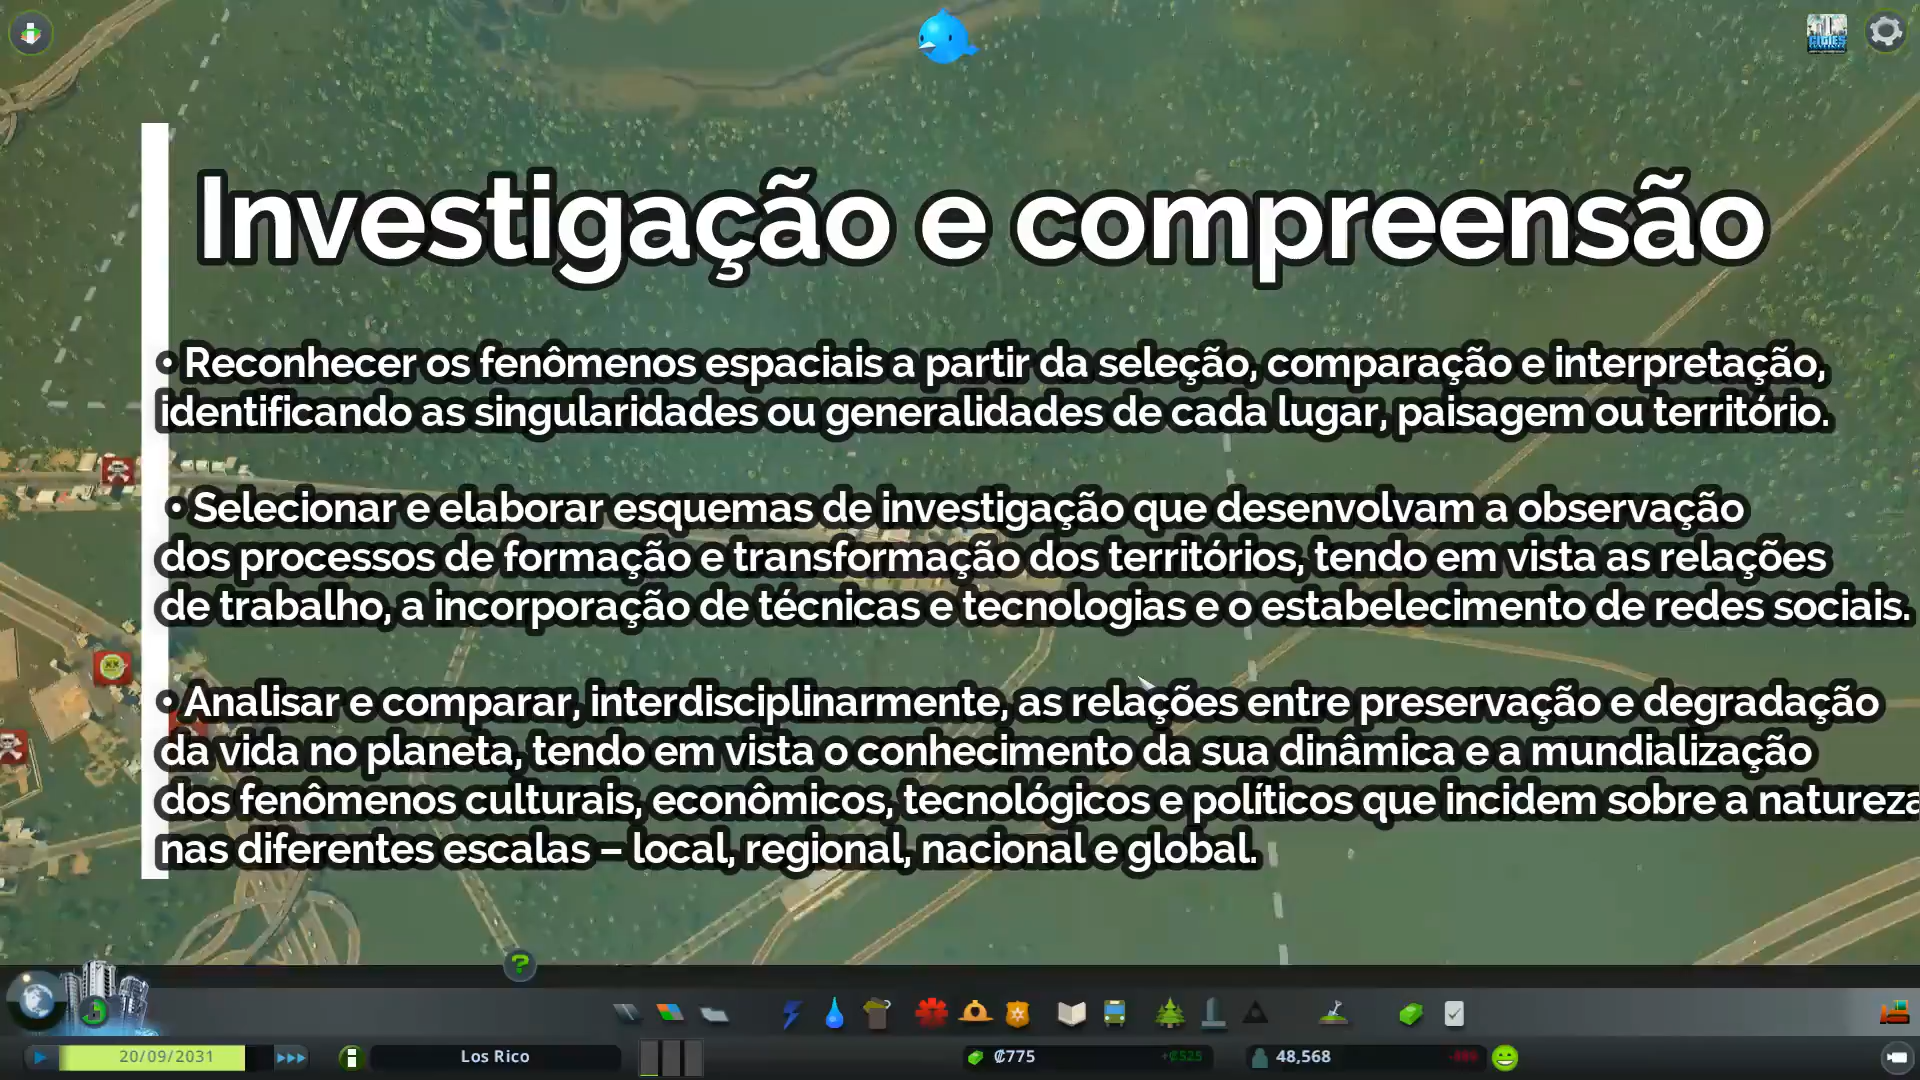 CITIES
Investigação e compreensão
• Reconhecer os fenômenos espaciais a partir da seleção, comparação e interpretação,
identificando as singularidades ou generalidades de cada lugar, paisagem ou território.
• Selecionar e elaborar esquemas de investigação que desenvolvam a observação
dos processos de formação e transformação dos territórios, tendo em vista as relações
de trabalho, a incorporação de técnicas e tecnologias e o estabelecimento de redes sociais.
• Analisar e comparar, interdisciplinarmente, as relações entre preservação e degradação
da vida no planeta, tendo em vista o conhecimento da sua dinâmica e a mundialização
dos fenômenos culturais, econômicos, tecnológicos e políticos que incidem sobre a natureza
nas diferentes escalas – local, regional, nacional e global.
?
20/09/2031 Los Rico ₡775 +₡525 48,568